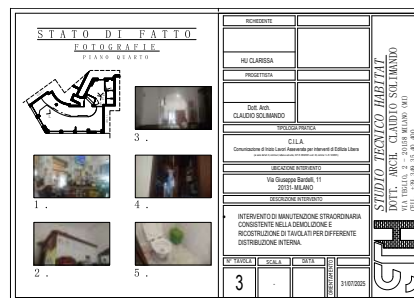 STATO DI FATTO
FOTOGRAFIE
PIANO QUARTO
3 .
1 .
4 .
2 .
5 .
RICHIEDENTE
HU CLARISSA
PROGETTISTA
Dott. Arch.
CLAUDIO SOLIMANDO
TIPOLOGIA PRATICA
C.I.L.A.
Comunicazione di Inizio Lavori Asseverata per interventi di Edilizia Libera
UBICAZIONE INTERVENTO
Via Giuseppe Bardelli, 11
20131- MILANO
DESCRIZIONE INTERVENTO
INTERVENTO DI MANUTENZIONE STRAORDINARIA
CONSISTENTE NELLA DEMOLIZIONE E
RICOSTRUZIONE DI TAVOLATI PER DIFFERENTE
DISTRIBUZIONE INTERNA.
N° TAVOLA
SCALA
DATA
ORIENTAMENTO
3
-
31/07/2025
STUDIO TECNICO HABITAT
DOTT. ARCH. CLAUDIO SOLIMANDO